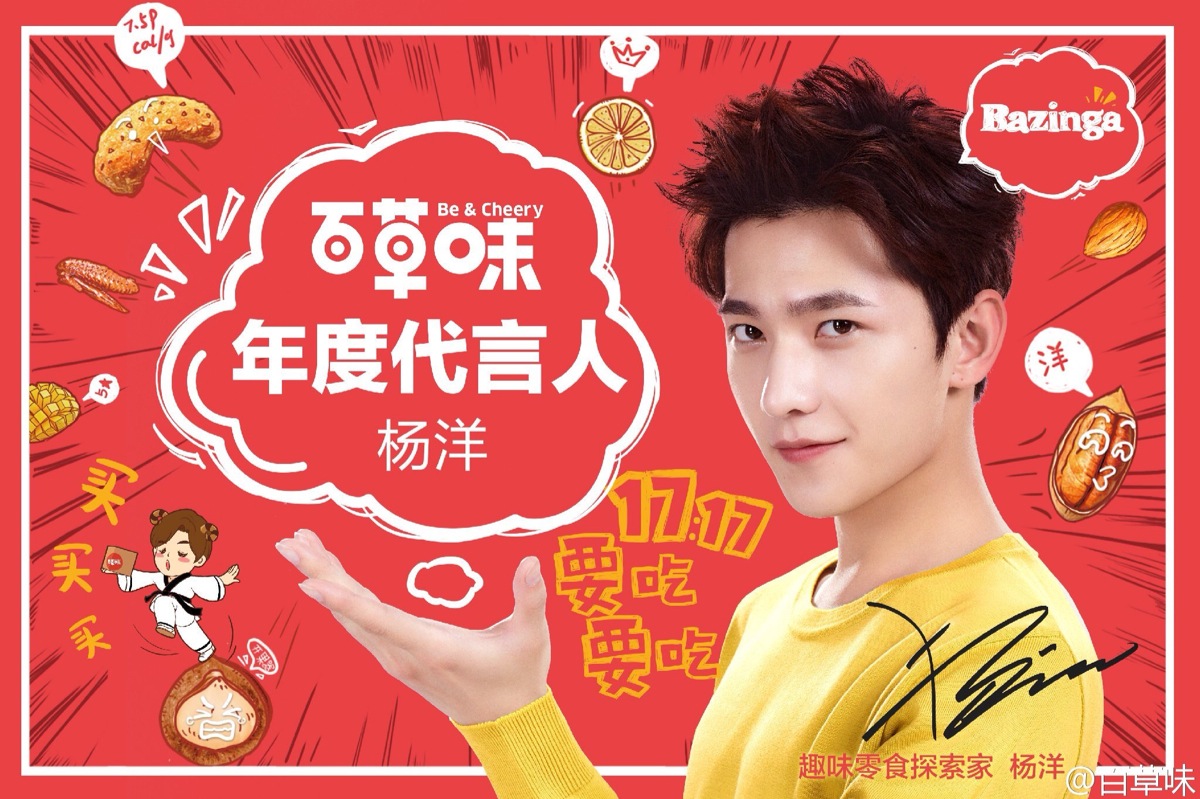 7.5P
cal/g
Bazinga
Be & Cheery
百草味
年度代言人
杨洋
洋
5★
17:17
要吃
要吃
买
买
买
趣味零食探索家 杨洋
@百草味